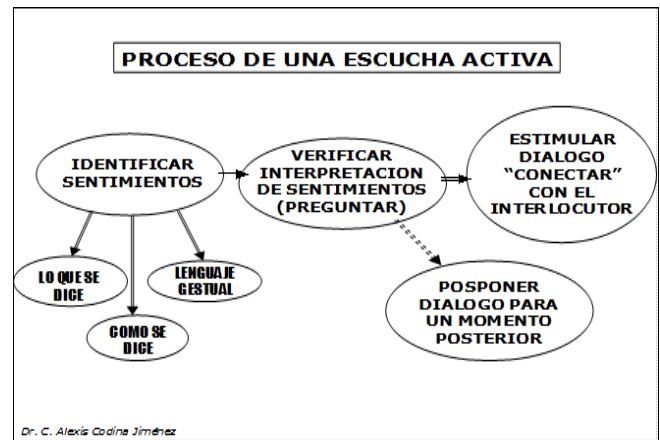 PROCESO DE UNA ESCUCHA ACTIVA
IDENTIFICAR
SENTIMIENTOS
VERIFICAR
INTERPRETACION
DE SENTIMIENTOS
(PREGUNTAR)
ESTIMULAR
DIALOGO
“CONECTAR”
CON EL
INTERLOCUTOR
LO QUE SE
DICE
COMO SE
DICE
LENGUAJE
GESTUAL
POSPONER
DIALOGO PARA
UN MOMENTO
POSTERIOR
Dr. C. Alexis Codina Jiménez